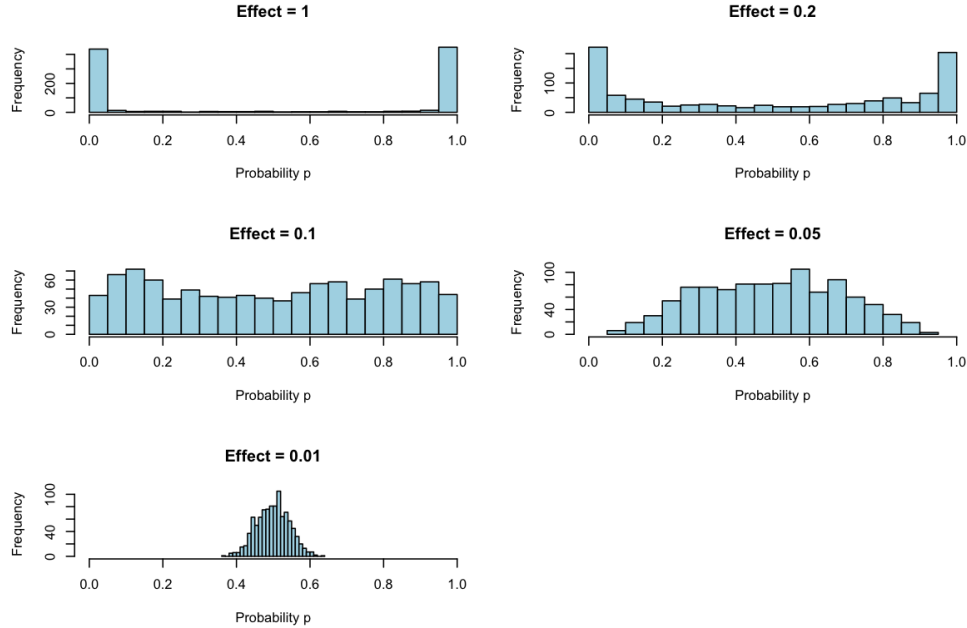 Effect = 1
Frequency
0
200
0.0 0.2 0.4 0.6 0.8 1.0
Probability p
Effect = 0.2
Frequency
0
100
0.0 0.2 0.4 0.6 0.8 1.0
Probability p
Effect = 0.1
Frequency
0 30 60
0.0 0.2 0.4 0.6 0.8 1.0
Probability p
Effect = 0.05
Frequency
0 40 100
0.0 0.2 0.4 0.6 0.8 1.0
Probability p
Effect = 0.01
Frequency
0 40 100
0.0 0.2 0.4 0.6 0.8 1.0
Probability p